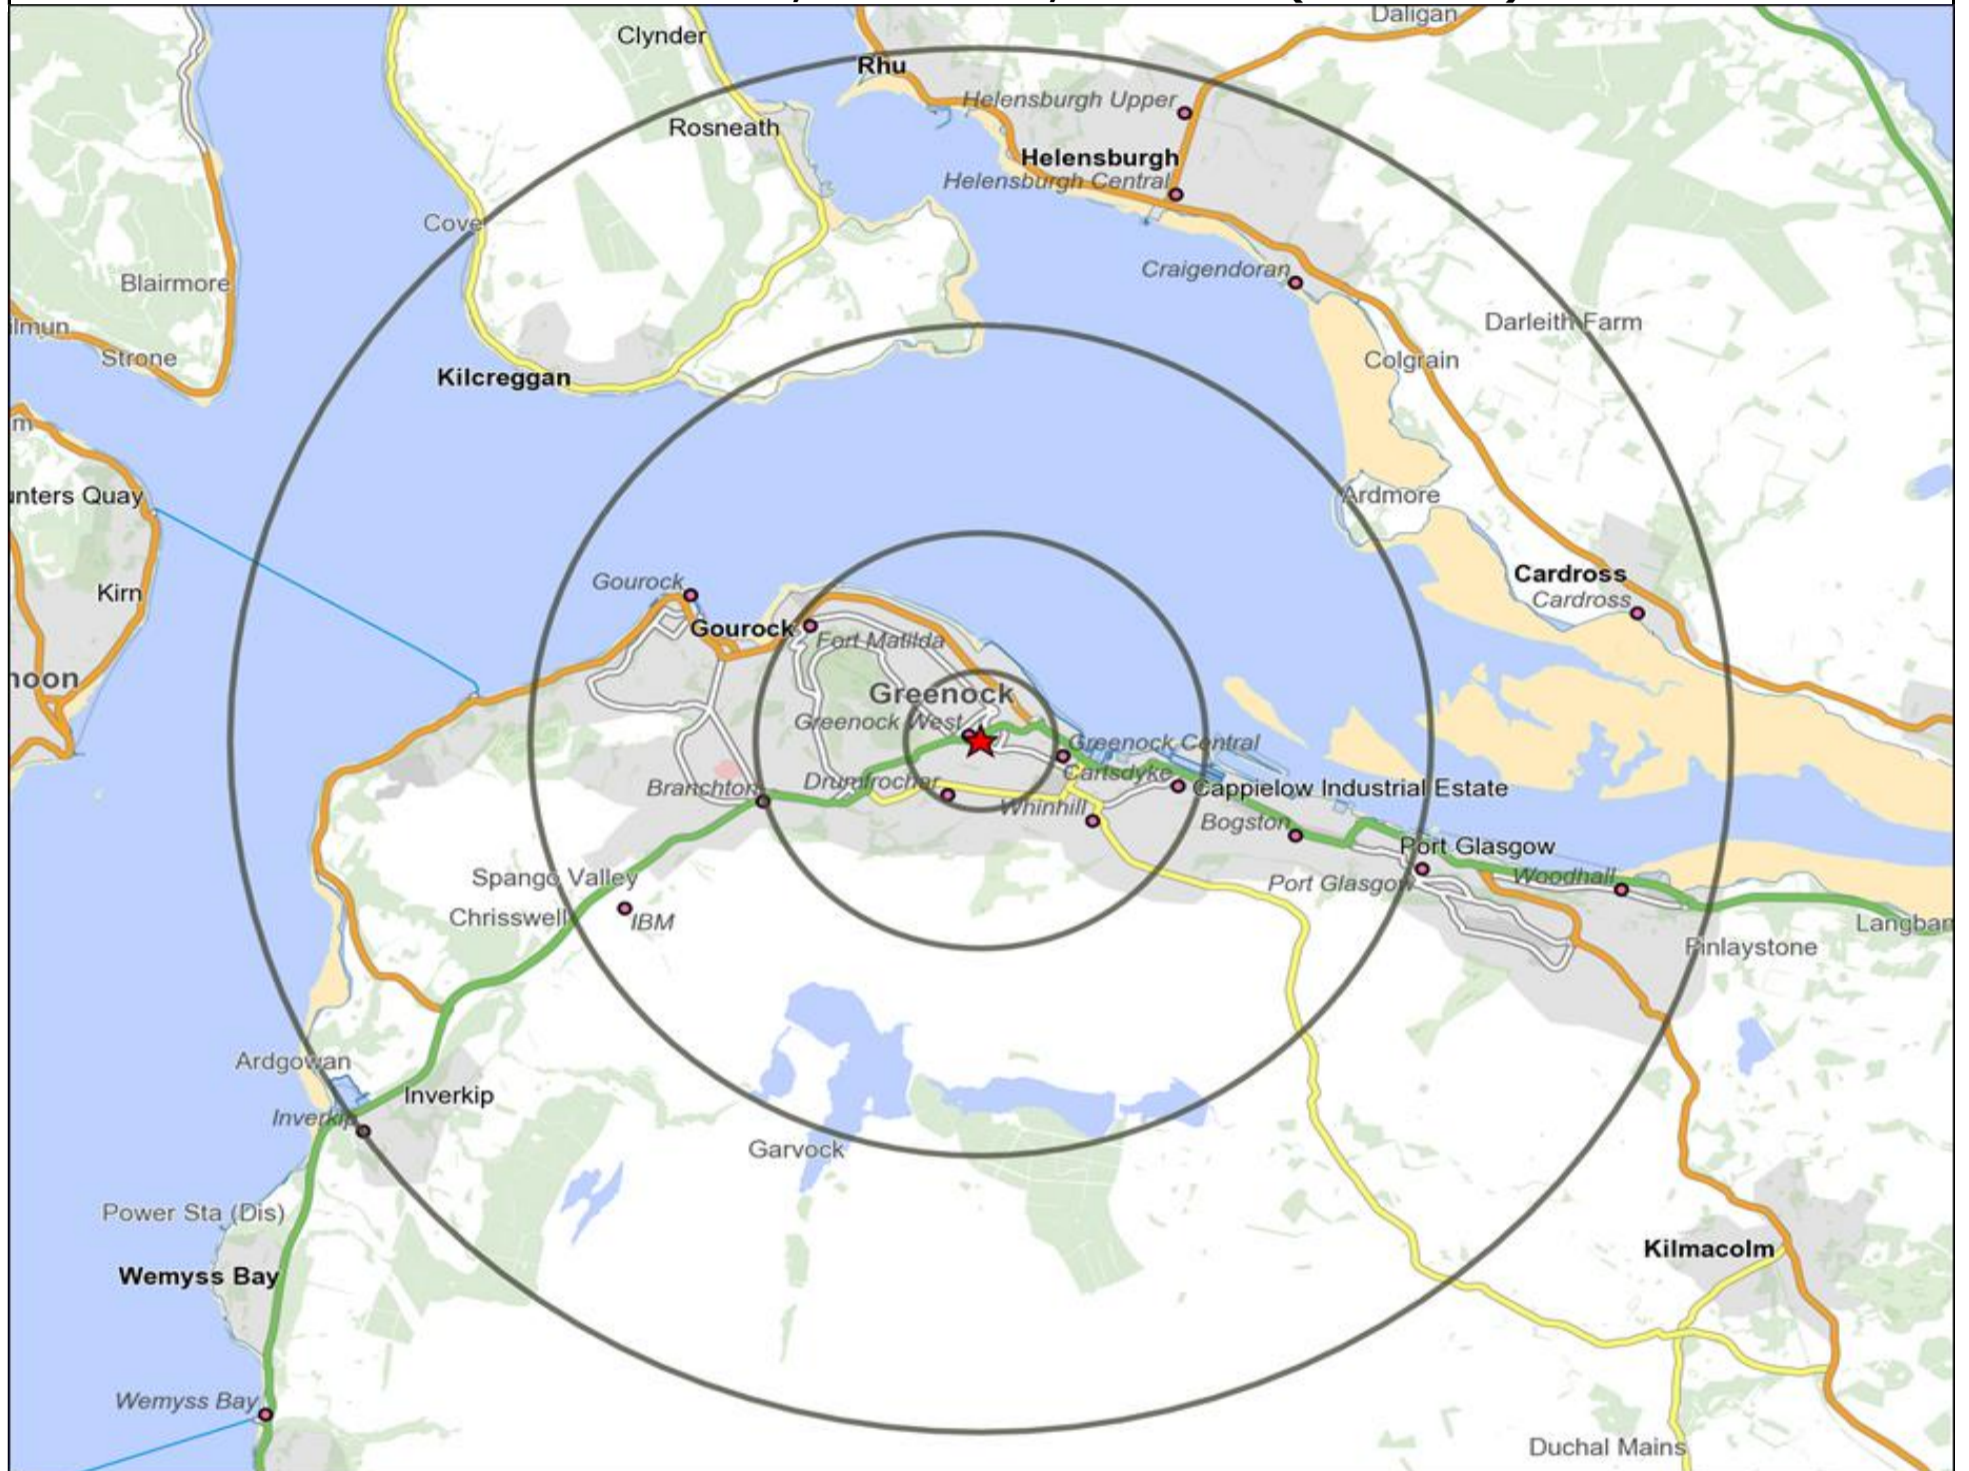 Daligan
Clynder
Rhu
Helensburgh Upper
Rosneath
Helensburgh
Helensburgh Central
Cove
Craigendoran
Blairmore
Darleith Farm
ilmun
Strone
Colgrain
Kilcreggan
m
unters Quay
Ardmore
Cardross
Gourock
Kirn
Cardross
Gourock
Fort Matilda
noon
Greenock
Greenock West
Greenock Central
Cartsdyke
Branchton
Drumfrochar
Cappielow Industrial Estate
Whinhill
Bogston
Port Glasgow
Spango Valley
Port Glasgow
Woodhall
Chrisswell
IBM
Langban
Finlaystone
Ardgowan
Inverkip
Inverkip
Garvock
Power Sta (Dis)
Kilmacolm
Wemyss Bay
Wemyss Bay
Duchal Mains